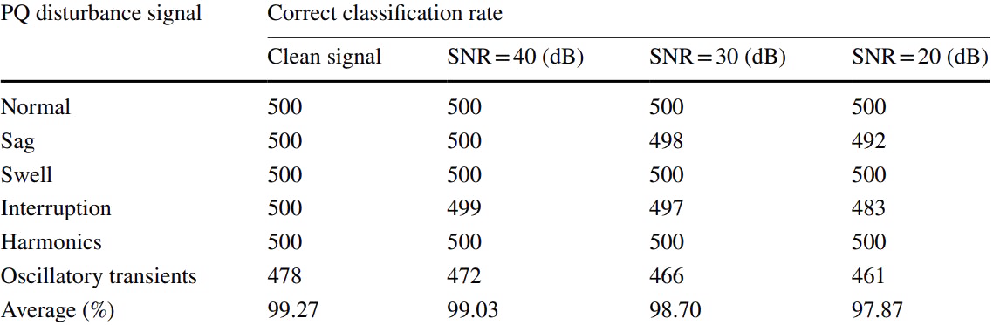 PQ disturbance signal Correct classification rate
Clean signal SNR = 40 (dB) SNR = 30 (dB) SNR = 20 (dB)
Normal 500 500 500 500
Sag 500 500 498 492
Swell 500 500 500 500
Interruption 500 499 497 483
Harmonics 500 500 500 500
Oscillatory transients 478 472 466 461
Average (%) 99.27 99.03 98.70 97.87